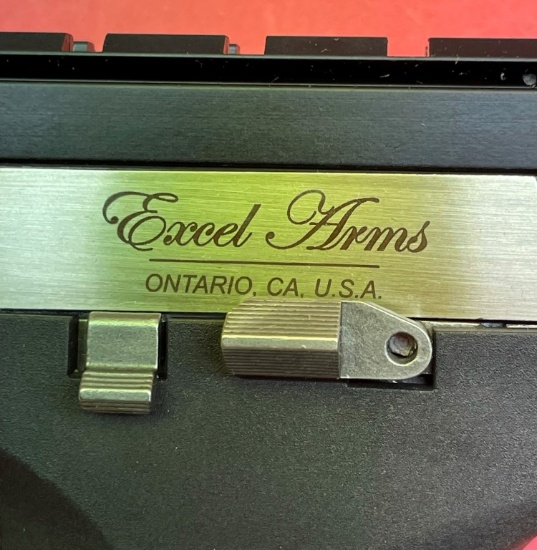 Excel Arms
ONTARIO, CA, U.S.A.